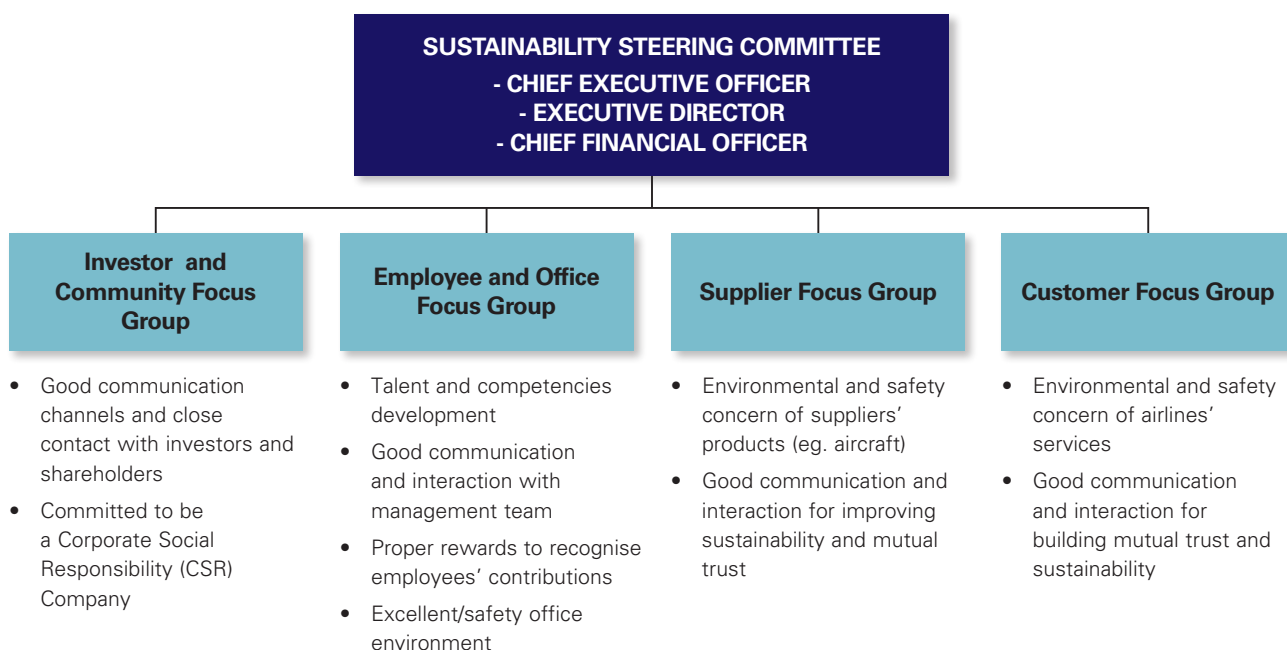 SUSTAINABILITY STEERING COMMITTEE
- CHIEF EXECUTIVE OFFICER
- EXECUTIVE DIRECTOR
- CHIEF FINANCIAL OFFICER
Investor and
Community Focus
Group
• Good communication
channels and close
contact with investors and
shareholders
• Committed to be
a Corporate Social
Responsibility (CSR)
Company
Employee and Office
Focus Group
• Talent and competencies
development
• Good communication
and interaction with
management team
• Proper rewards to recognise
employees’ contributions
• Excellent/safety office
environment
Supplier Focus Group
• Environmental and safety
concern of suppliers’
products (eg. aircraft)
• Good communication and
interaction for improving
sustainability and mutual
trust
Customer Focus Group
• Environmental and safety
concern of airlines’
services
• Good communication
and interaction for
building mutual trust and
sustainability